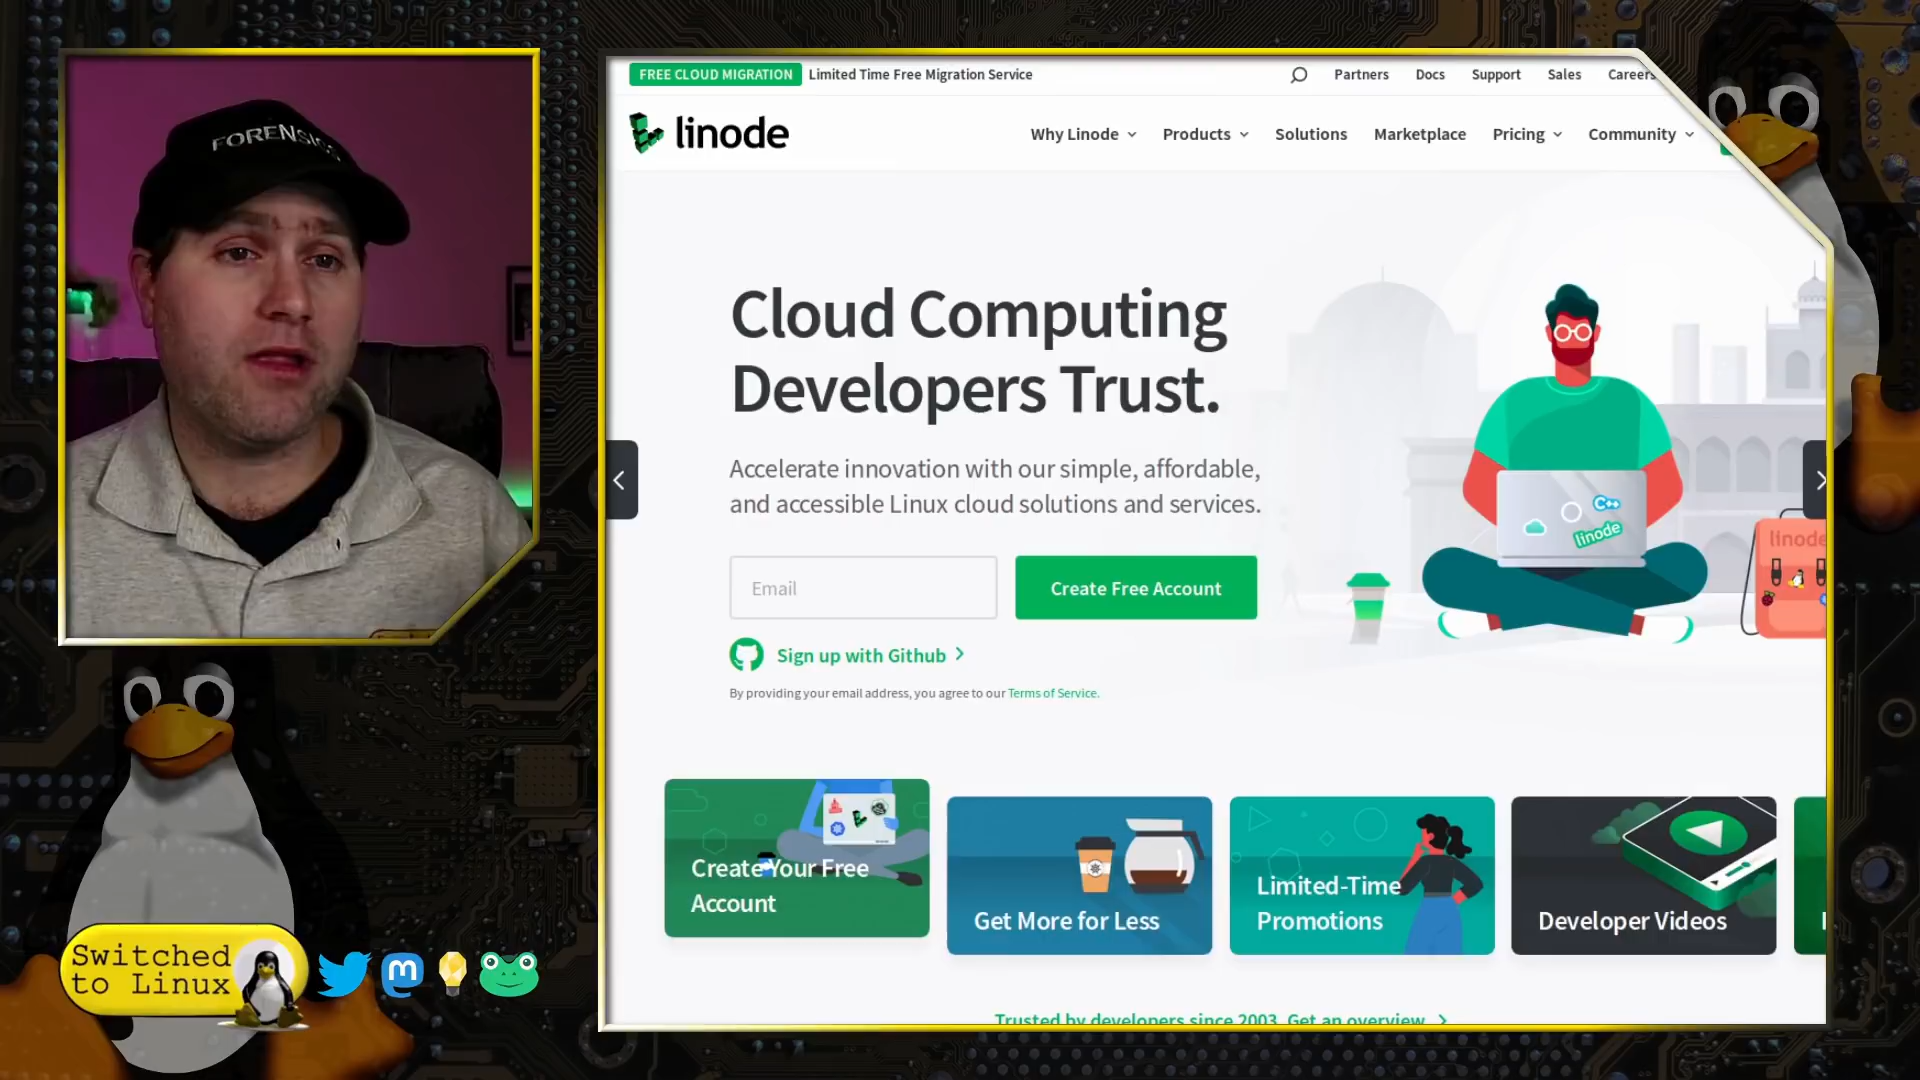 FORENSICS
FREE CLOUD MIGRATION Limited Time Free Migration Service
Partners Docs Support Sales Careers
linode
Why Linode Products Solutions Marketplace Pricing Community
Cloud Computing
Developers Trust.
Accelerate innovation with our simple, affordable,
and accessible Linux cloud solutions and services.
Email
Create Free Account
Sign up with Github
By providing your email address, you agree to our Terms of Service.
C++
linode
linode
Create Your Free
Account
Get More for Less
Limited-Time
Promotions
Developer Videos
Trusted by developers since 2003. Get an overview
Switched
to Linux
m